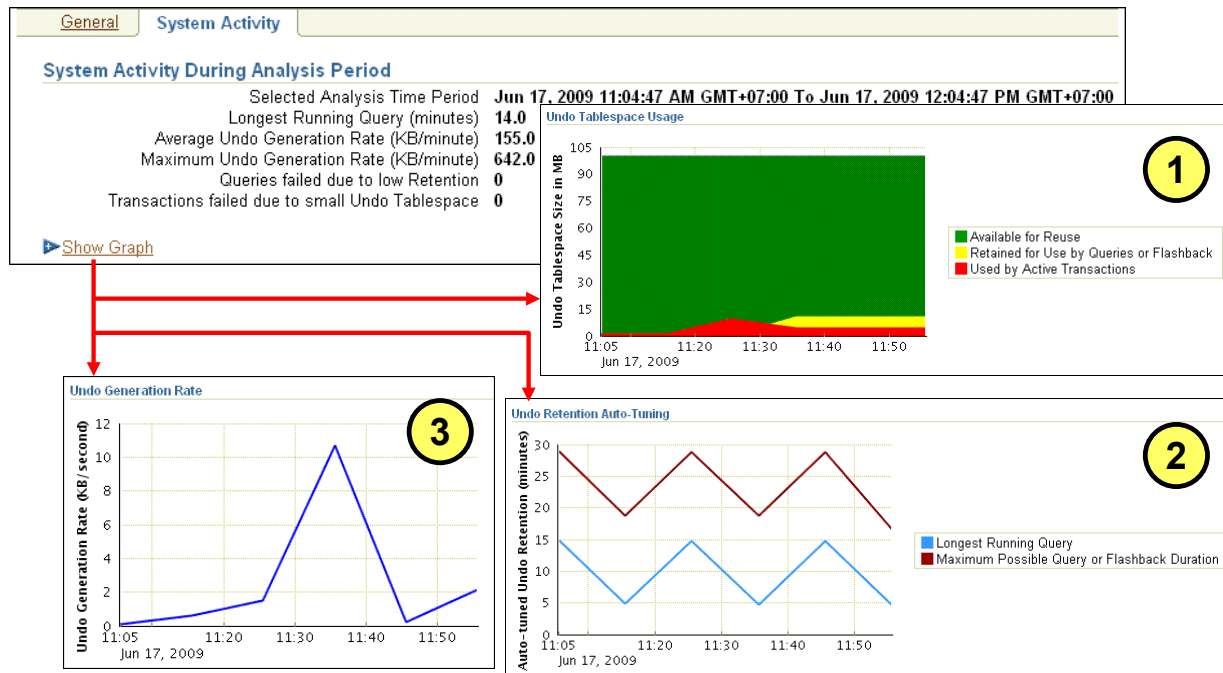 General
System Activity
System Activity During Analysis Period
Selected Analysis Time Period Jun 17, 2009 11:04:47 AM GMT+07:00 To Jun 17, 2009 12:04:47 PM GMT+07:00
Longest Running Query (minutes) 14.0
Average Undo Generation Rate (KB/minute) 155.0
Maximum Undo Generation Rate (KB/minute) 642.0
Queries failed due to low Retention 0
Transactions failed due to small Undo Tablespace 0
Show Graph
Undo Tablespace Usage
1
Undo Tablespace Size in MB
105
90
75
60
45
30
15
0
11:05 11:20 11:30 11:40 11:50
Jun 17, 2009
Available for Reuse
Retained for Use by Queries or Flashback
Used by Active Transactions
Undo Generation Rate
3
Undo Generation Rate (KB/second)
12
10
8
6
4
2
0
11:05 11:20 11:30 11:40 11:50
Jun 17, 2009
Undo Retention Auto-Tuning
2
Auto-tuned Undo Retention (minutes)
30
25
20
15
10
5
0
11:05 11:20 11:30 11:40 11:50
Jun 17, 2009
Longest Running Query
Maximum Possible Query or Flashback Duration